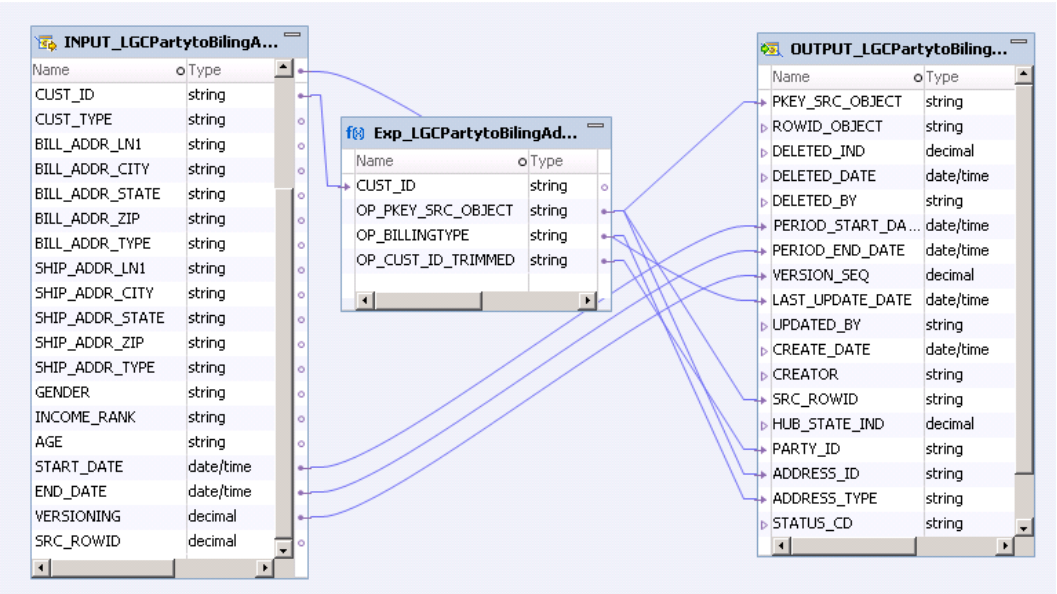 INPUT_LGCPartytoBilingA...
Name Type
CUST_ID string
CUST_TYPE string
BILL_ADDR_LN1 string
BILL_ADDR_CITY string
BILL_ADDR_STATE string
BILL_ADDR_ZIP string
BILL_ADDR_TYPE string
SHIP_ADDR_LN1 string
SHIP_ADDR_CITY string
SHIP_ADDR_STATE string
SHIP_ADDR_ZIP string
SHIP_ADDR_TYPE string
GENDER string
INCOME_RANK string
AGE string
START_DATE date/time
END_DATE date/time
VERSIONING decimal
SRC_ROWID decimal
f(x) Exp_LGCPartytoBilingAd...
Name Type
CUST_ID string
OP_PKEY_SRC_OBJECT string
OP_BILLINGTYPE string
OP_CUST_ID_TRIMMED string
OUTPUT_LGCPartytoBiling...
Name Type
PKEY_SRC_OBJECT string
ROWID_OBJECT string
DELETED_IND decimal
DELETED_DATE date/time
DELETED_BY string
PERIOD_START_DA... date/time
PERIOD_END_DATE date/time
VERSION_SEQ decimal
LAST_UPDATE_DATE date/time
UPDATED_BY string
CREATE_DATE date/time
CREATOR string
SRC_ROWID string
HUB_STATE_IND decimal
PARTY_ID string
ADDRESS_ID string
ADDRESS_TYPE string
STATUS_CD string